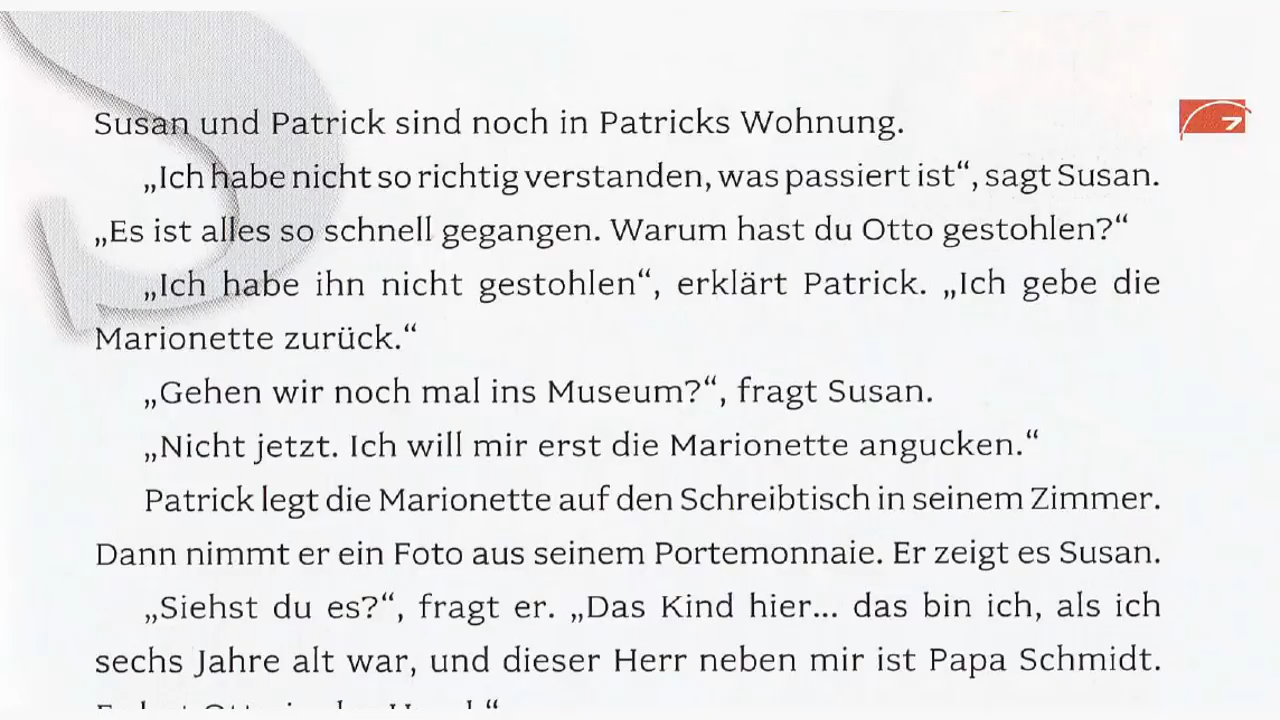 Susan und Patrick sind noch in Patricks Wohnung.
7
„Ich habe nicht so richtig verstanden, was passiert ist“, sagt Susan.
„Es ist alles so schnell gegangen. Warum hast du Otto gestohlen?“
„Ich habe ihn nicht gestohlen“, erklärt Patrick. „Ich gebe die
Marionette zurück.“
„Gehen wir noch mal ins Museum?“, fragt Susan.
„Nicht jetzt. Ich will mir erst die Marionette angucken.“
Patrick legt die Marionette auf den Schreibtisch in seinem Zimmer.
Dann nimmt er ein Foto aus seinem Portemonnaie. Er zeigt es Susan.
„Siehst du es?“, fragt er. „Das Kind hier... das bin ich, als ich
sechs Jahre alt war, und dieser Herr neben mir ist Papa Schmidt.